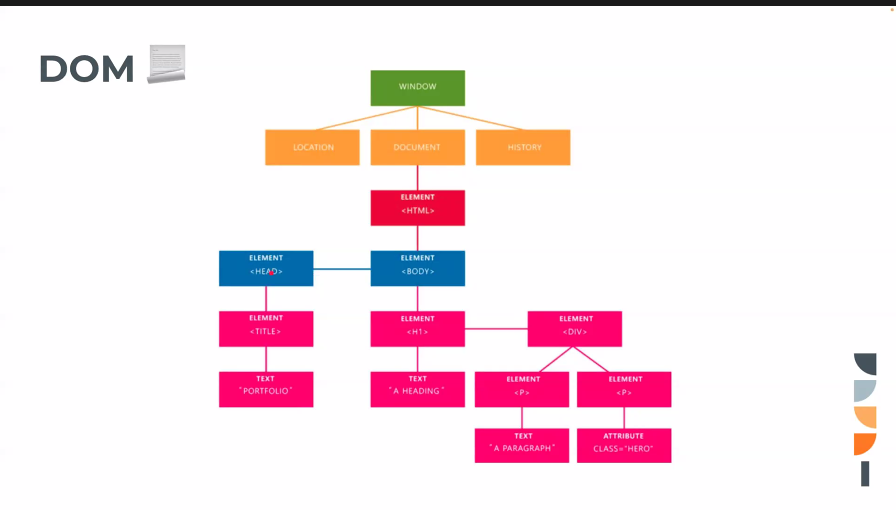 DOM
WINDOW
LOCATION
DOCUMENT
HISTORY
ELEMENT
<HTML>
ELEMENT
<HEAD>
ELEMENT
<BODY>
ELEMENT
<TITLE>
ELEMENT
<H1>
ELEMENT
<DIV>
TEXT
"PORTFOLIO"
TEXT
"A HEADING"
ELEMENT
<P>
ELEMENT
<P>
TEXT
"A PARAGRAPH"
ATTRIBUTE
CLASS="HERO"